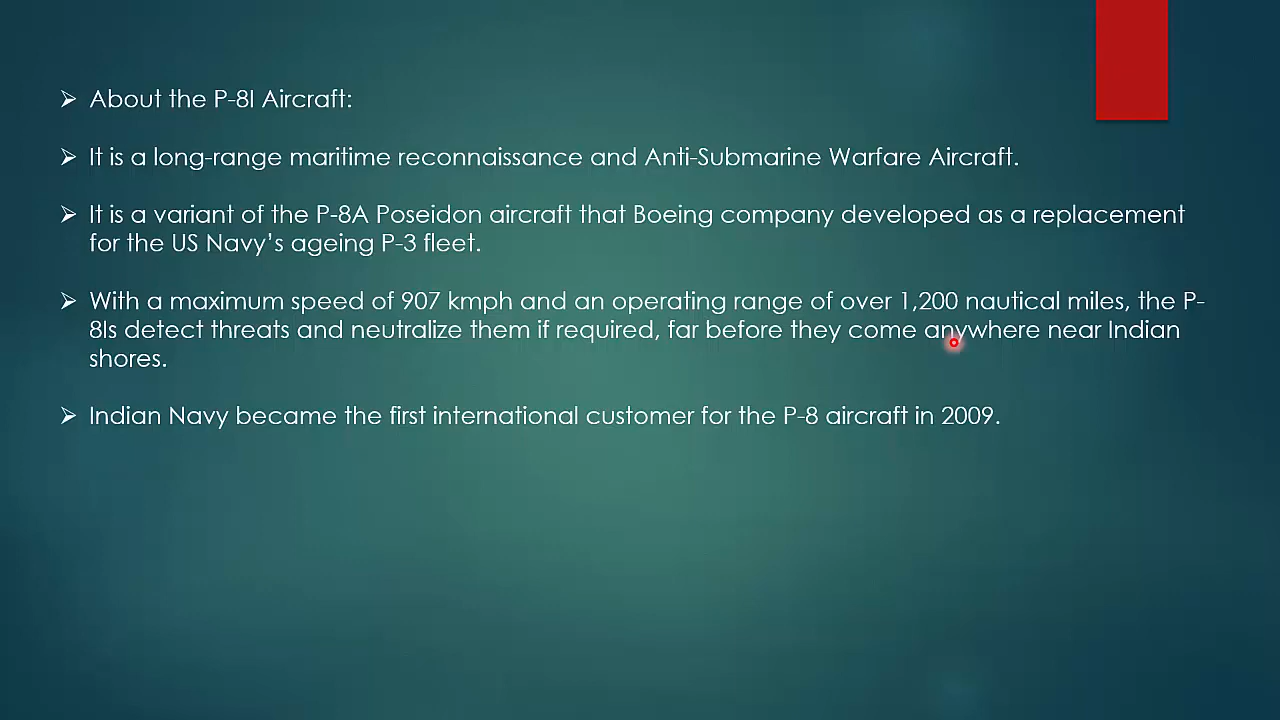 About the P-8I Aircraft:
It is a long-range maritime reconnaissance and Anti-Submarine Warfare Aircraft.
It is a variant of the P-8A Poseidon aircraft that Boeing company developed as a replacement
for the US Navy’s ageing P-3 fleet.
With a maximum speed of 907 kmph and an operating range of over 1,200 nautical miles, the P-
8Is detect threats and neutralize them if required, far before they come anywhere near Indian
shores.
Indian Navy became the first international customer for the P-8 aircraft in 2009.